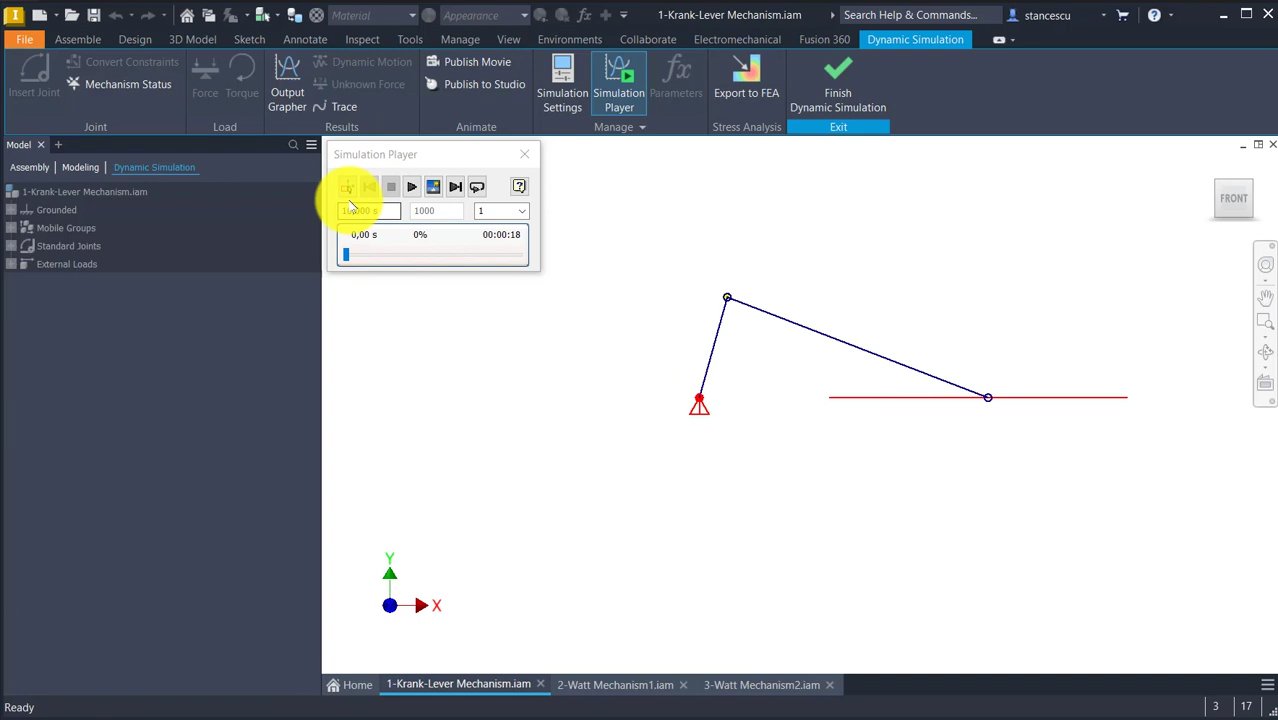 Material
Appearance
1-Krank-Lever Mechanism.iam
Search Help & Commands...
stancescu
File
Assembly
Design
3D Model
Sketch
Annotate
Inspect
Tools
Manage
View
Environments
Collaborate
Electromechanical
Fusion 360
Dynamic Simulation
Insert Joint
Convert Constraints
Mechanism Status
Joint
Force
Torque
Load
Output
Grapher
Dynamic Motion
Unknown Force
Trace
Results
Publish Movie
Publish to Studio
Animate
Simulation
Settings
Simulation
Player
Parameters
Manage
Export to FEA
Stress Analysis
Finish
Dynamic Simulation
Exit
Model
Assembly
Modeling
Dynamic Simulation
1-Krank-Lever Mechanism.iam
Grounded
Mobile Groups
Standard Joints
External Loads
Simulation Player
1000
1
0,00 s
0%
00:00:18
FRONT
Y
X
Home
1-Krank-Lever Mechanism.iam
2-Watt Mechanism1.iam
3-Watt Mechanism2.iam
Ready
3
17